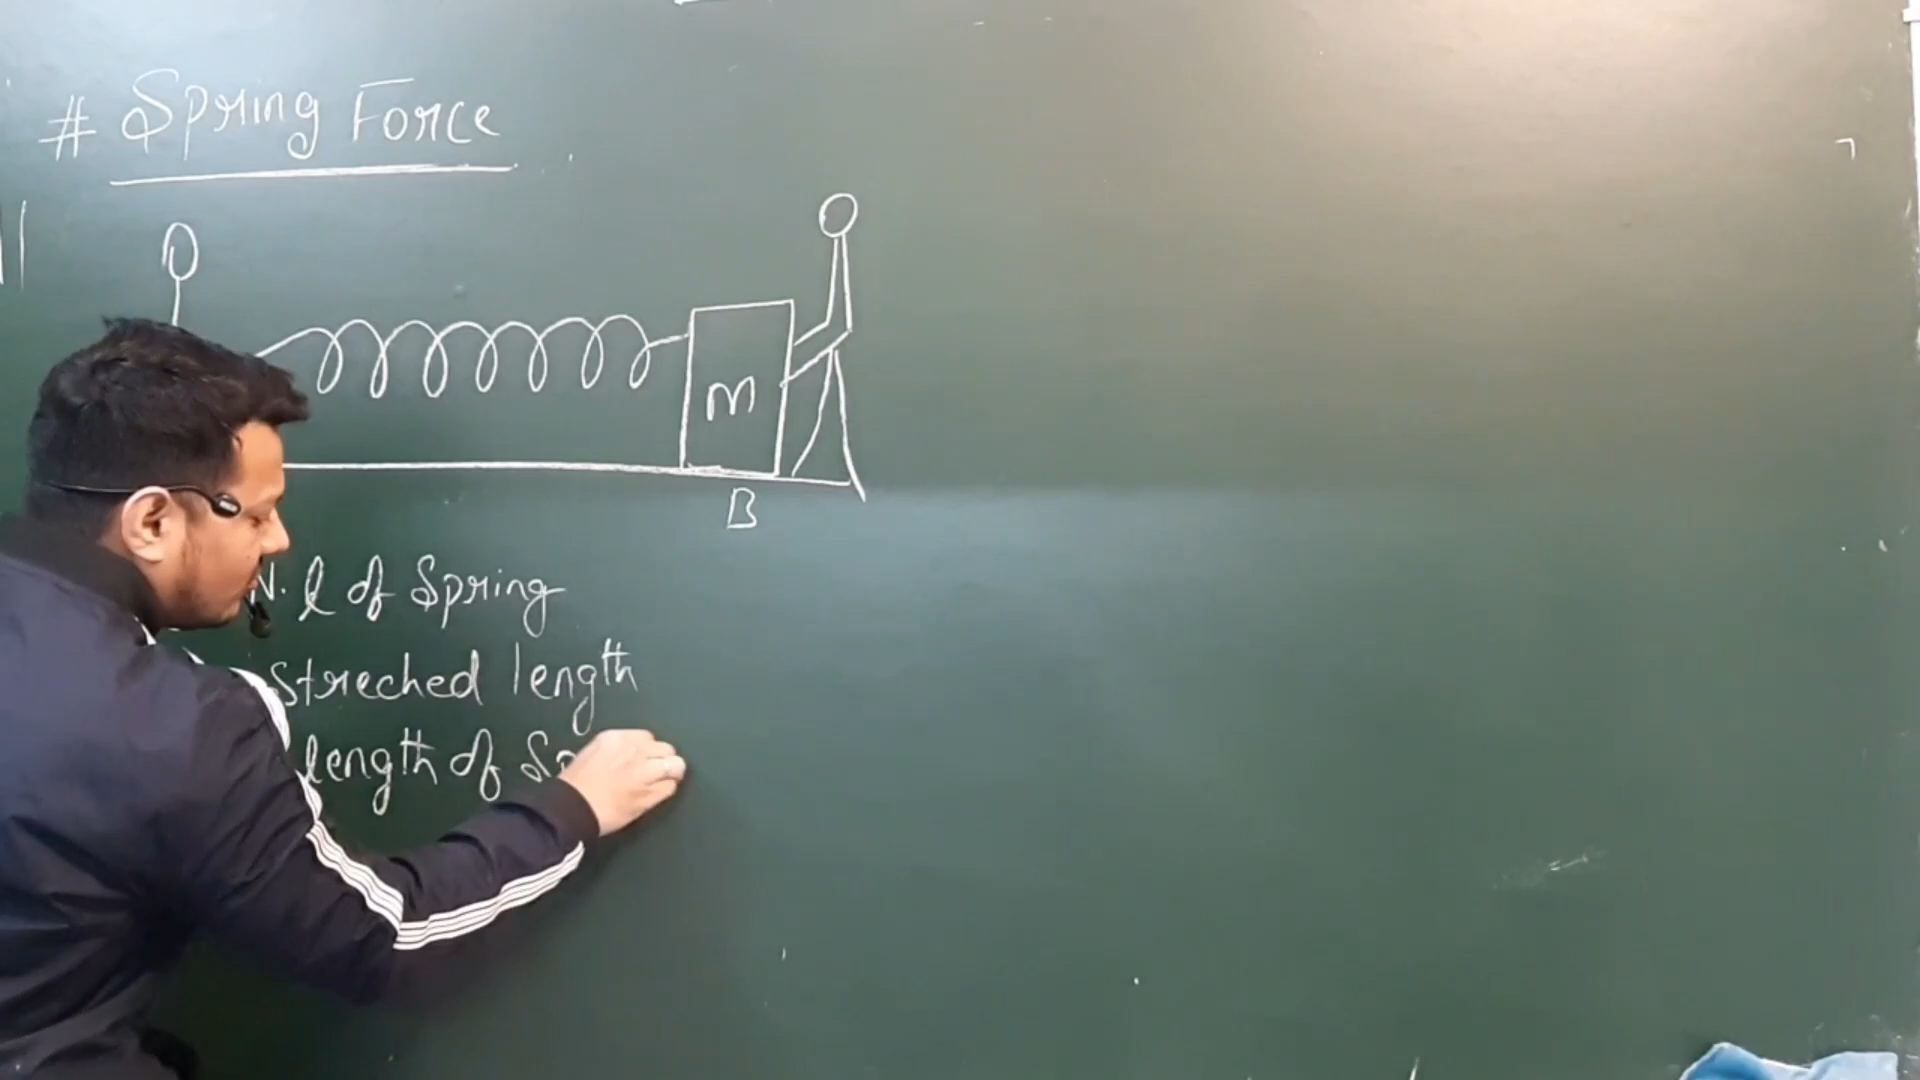 # Spring Force
m
B
N. l of Spring
Streched length
length of